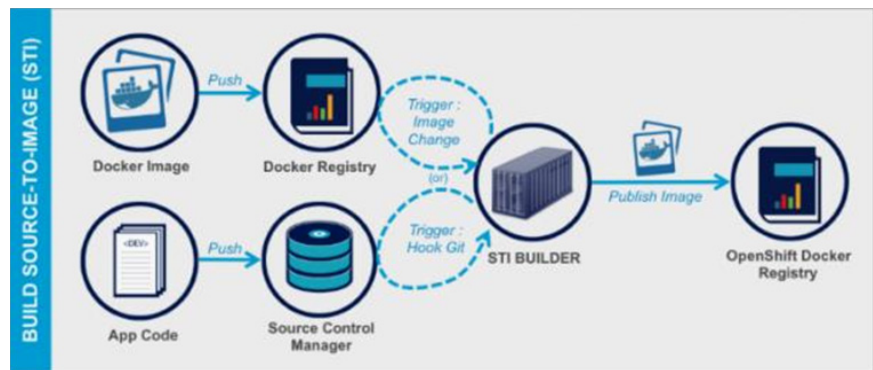 BUILD SOURCE-TO-IMAGE (STI)
Push
Docker Image
Docker Registry
Trigger :
Image
Change
(or)
Trigger :
Hook Git
STI BUILDER
Publish Image
OpenShift Docker
Registry
<DEV>
Push
App Code
Source Control
Manager